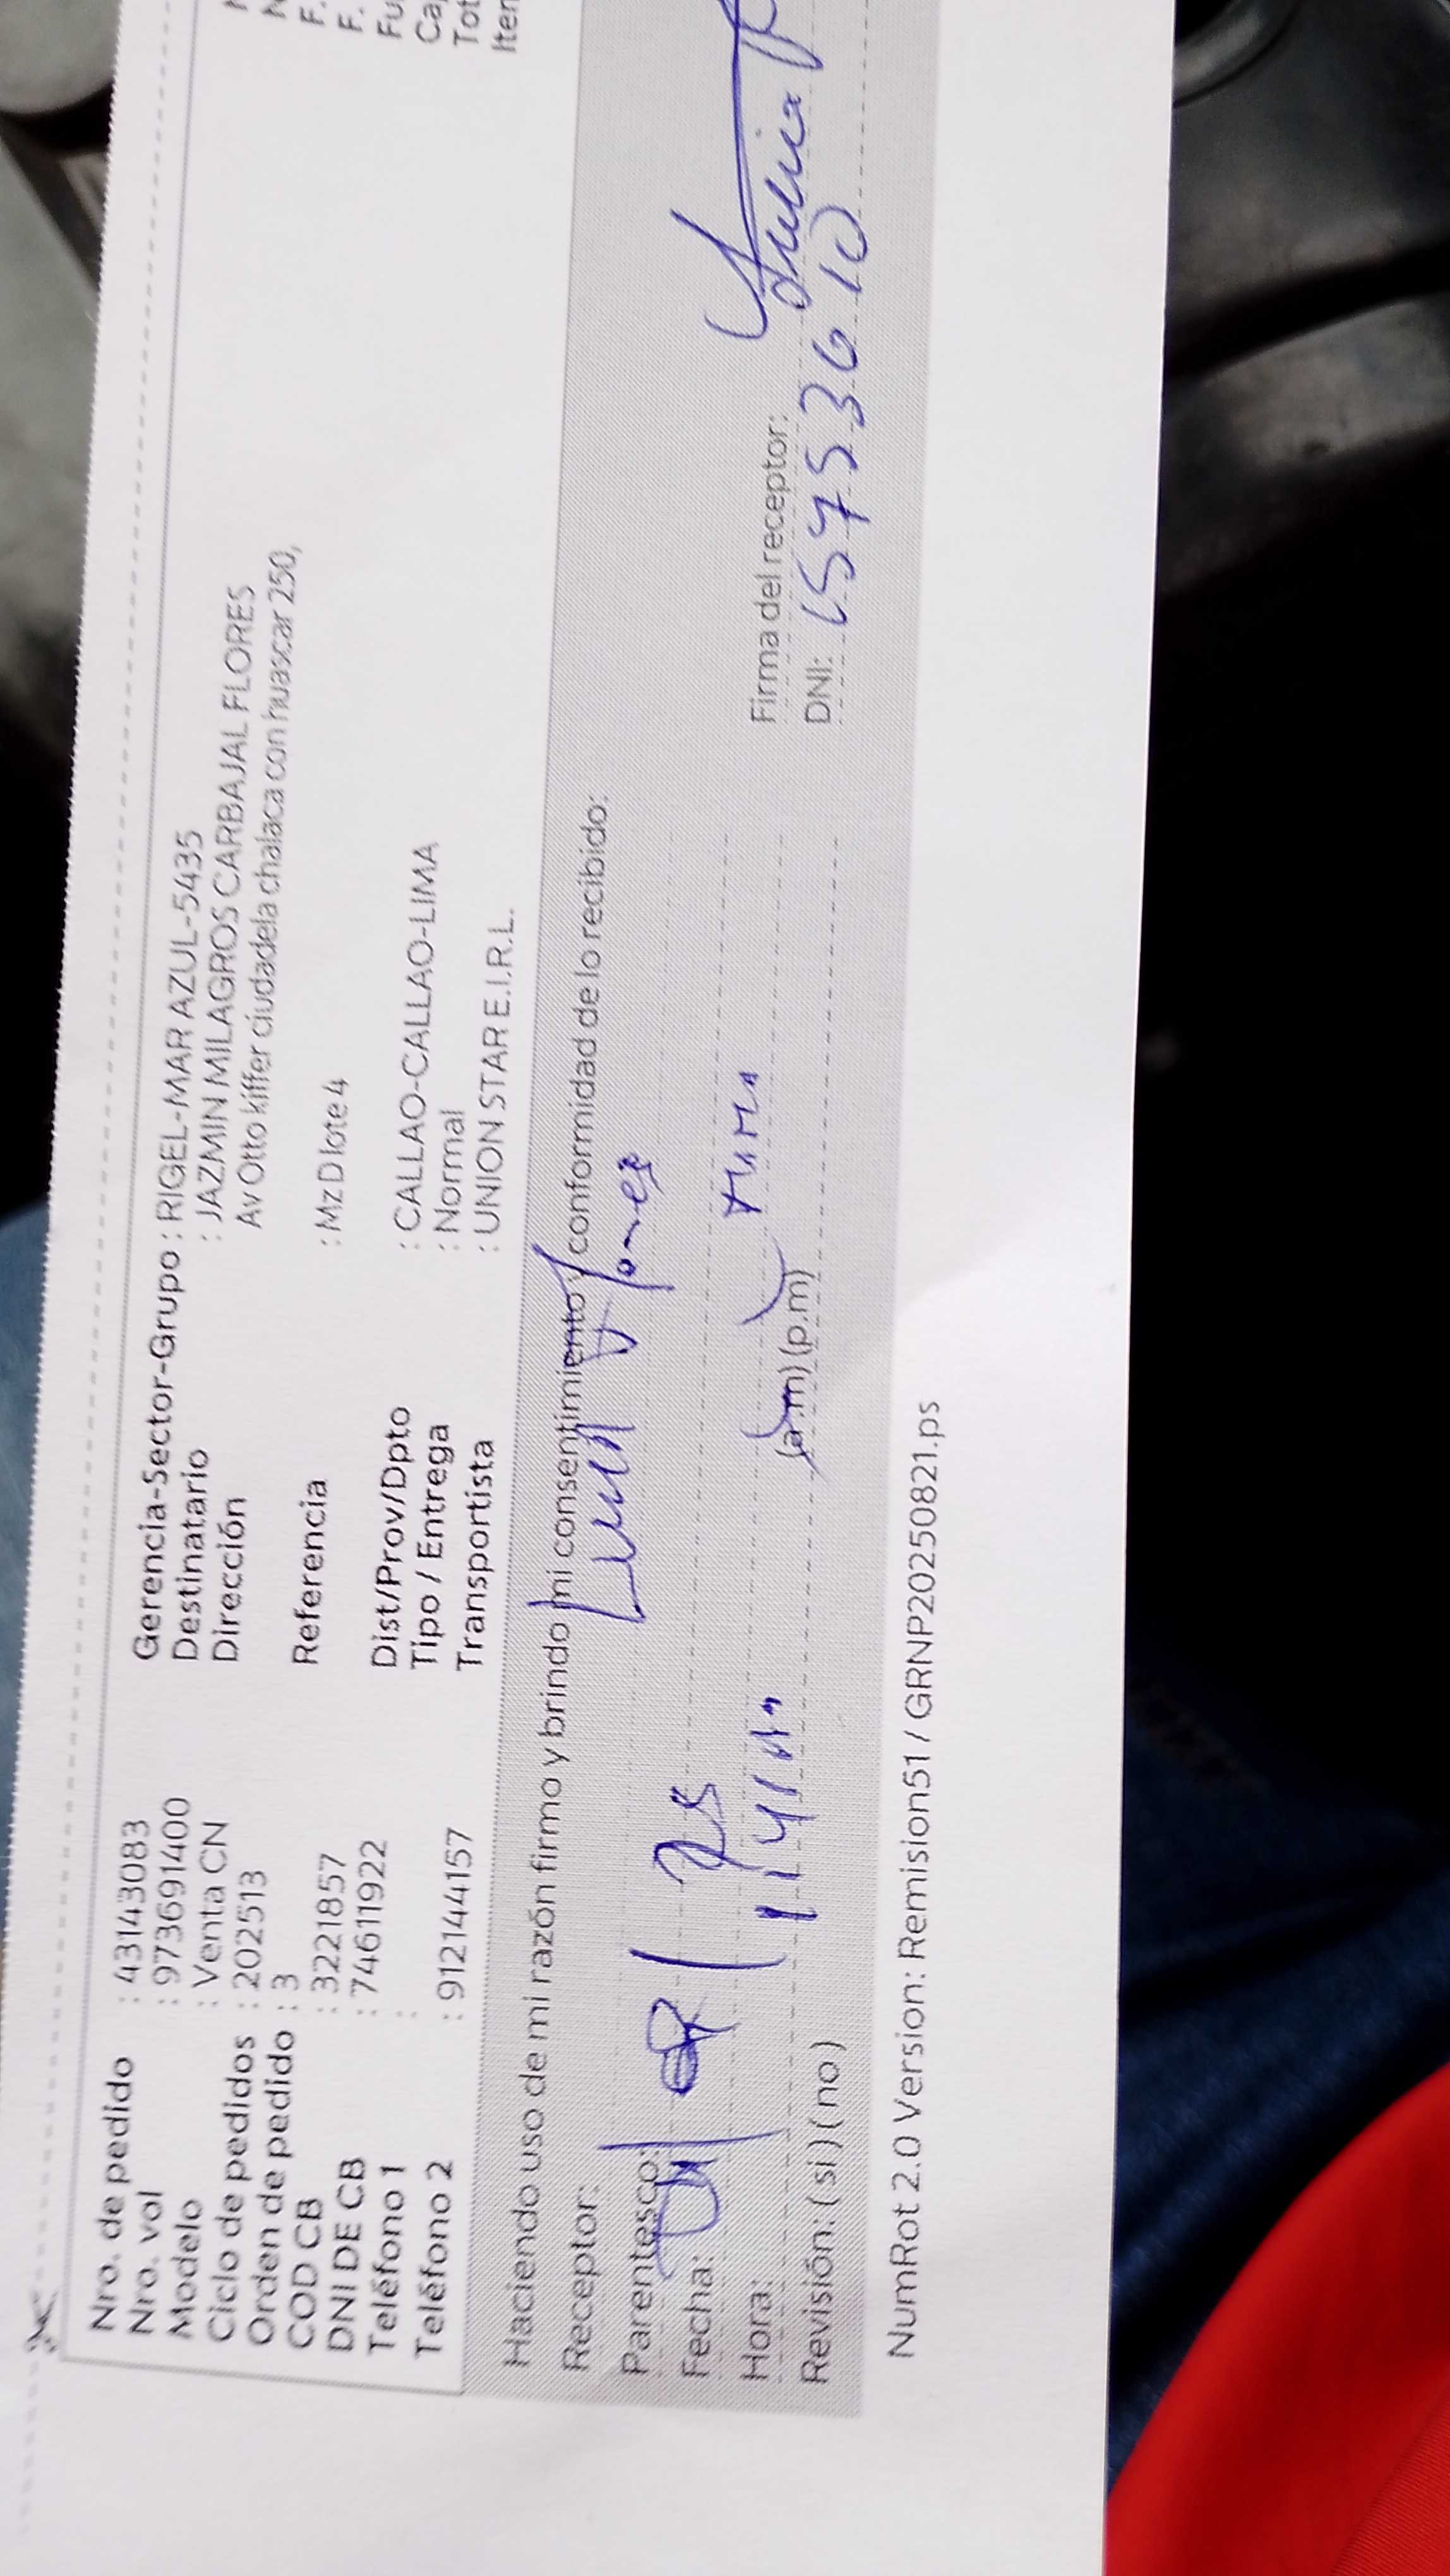 Nro. de pedido : 43143083
Nro. vol : 973691400
Modelo : Venta CN
Ciclo de pedidos : 202513
Orden de pedido : 3
COD CB : 3221857
DNI DE CB : 74611922
Teléfono 1 :
Teléfono 2 : 912144157
Gerencia-Sector-Grupo : RIGEL-MAR AZUL-5435
Destinatario : JAZMIN MILAGROS CARBAJAL FLORES
Dirección Av Otto kiffer ciudadela chalaca con huascar 250,
Referencia : Mz D lote 4
Dist/Prov/Dpto : CALLAO-CALLAO-LIMA
Tipo / Entrega : Normal
Transportista : UNION STAR E.I.R.L.
F.
F.
Haciendo uso de mi razón firmo y brindo mi consentimiento y conformidad de lo recibido:
Receptor:
Parentesco:
Fecha: 25
Hora: (a.m) (p.m)
Revisión: ( si ) ( no )
Firma del receptor:
DNI: 15753610
NumRot 2.0 Version: Remision51 / GRNP20250821.ps